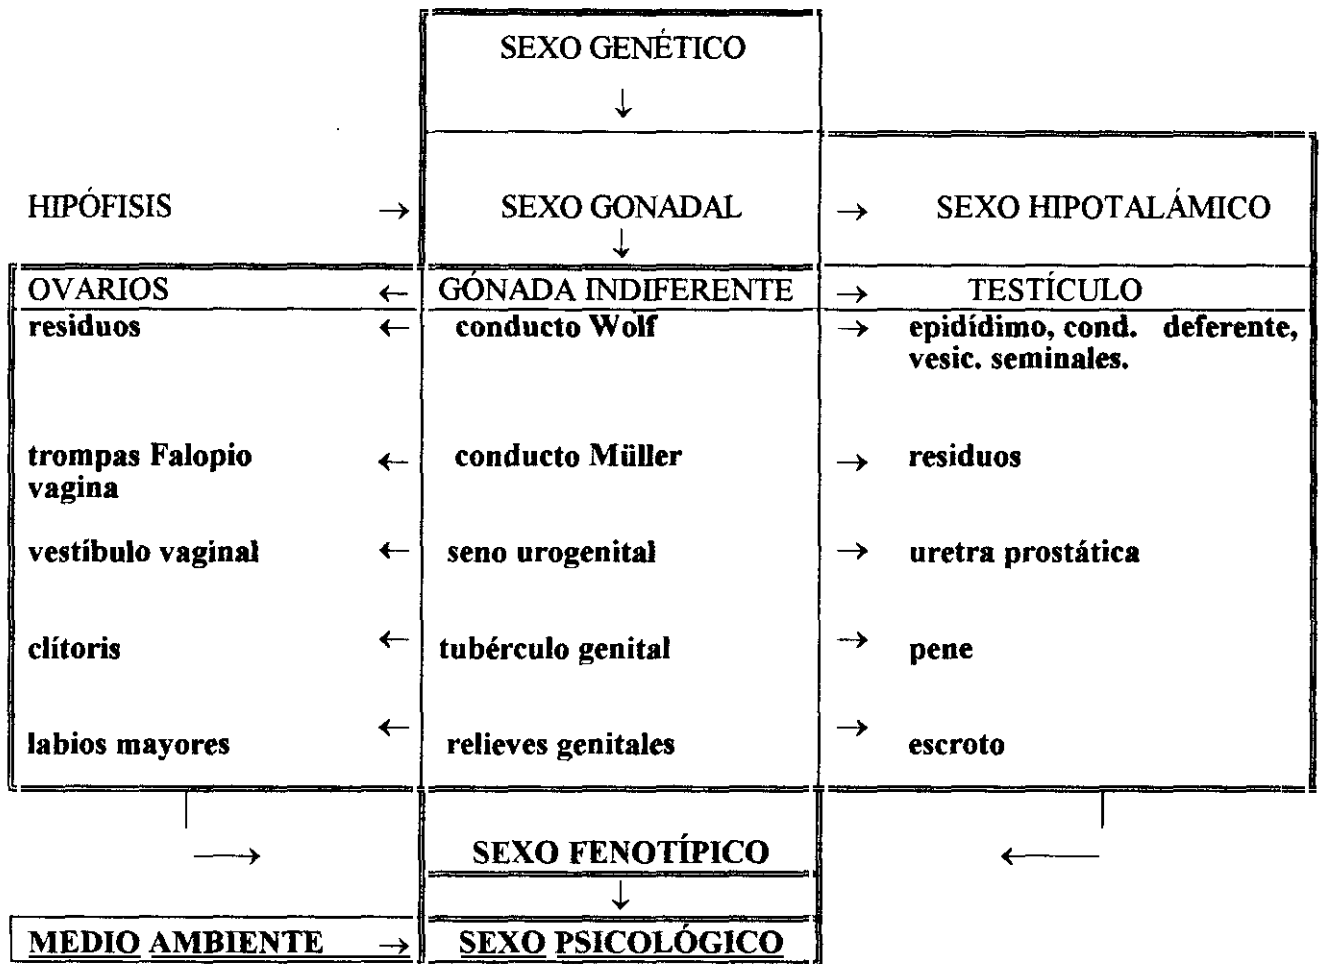 SEXO GENÉTICO
↓
HIPÓFISIS → SEXO GONADAL → SEXO HIPOTALÁMICO
↓
OVARIOS ← GÓNADA INDIFERENTE → TESTÍCULO
residuos ← conducto Wolf → epidídimo, cond. deferente,
vesic. seminales.
trompas Falopio ← conducto Müller → residuos
vagina
vestíbulo vaginal ← seno urogenital → uretra prostática
clítoris ← tubérculo genital → pene
labios mayores ← relieves genitales → escroto
→ SEXO FENOTÍPICO ←
↓
MEDIO AMBIENTE → SEXO PSICOLÓGICO